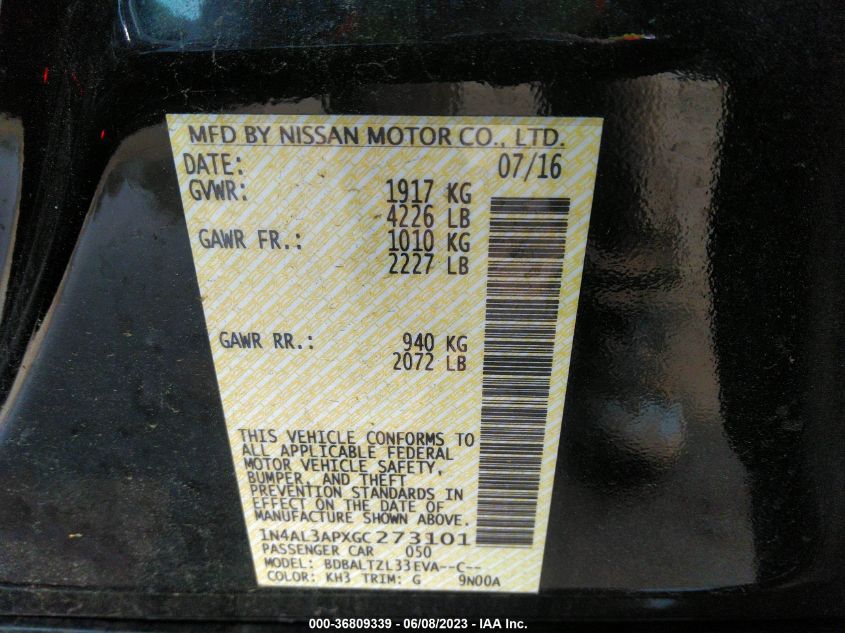 MFD BY NISSAN MOTOR CO., LTD.
DATE: 07/16
GVWR: 1917 KG
4226 LB
GAWR FR.: 1010 KG
2227 LB
GAWR RR.: 940 KG
2072 LB
THIS VEHICLE CONFORMS TO
ALL APPLICABLE FEDERAL
MOTOR VEHICLE SAFETY,
BUMPER, AND THEFT
PREVENTION STANDARDS IN
EFFECT ON THE DATE OF
MANUFACTURE SHOWN ABOVE.
1N4AL3APXGC273101
PASSENGER CAR 050
MODEL: BDBALTZL33EVA--C--
COLOR: KH3 TRIM: G 9N00A
000-36809339 - 06/08/2023 - IAA Inc.